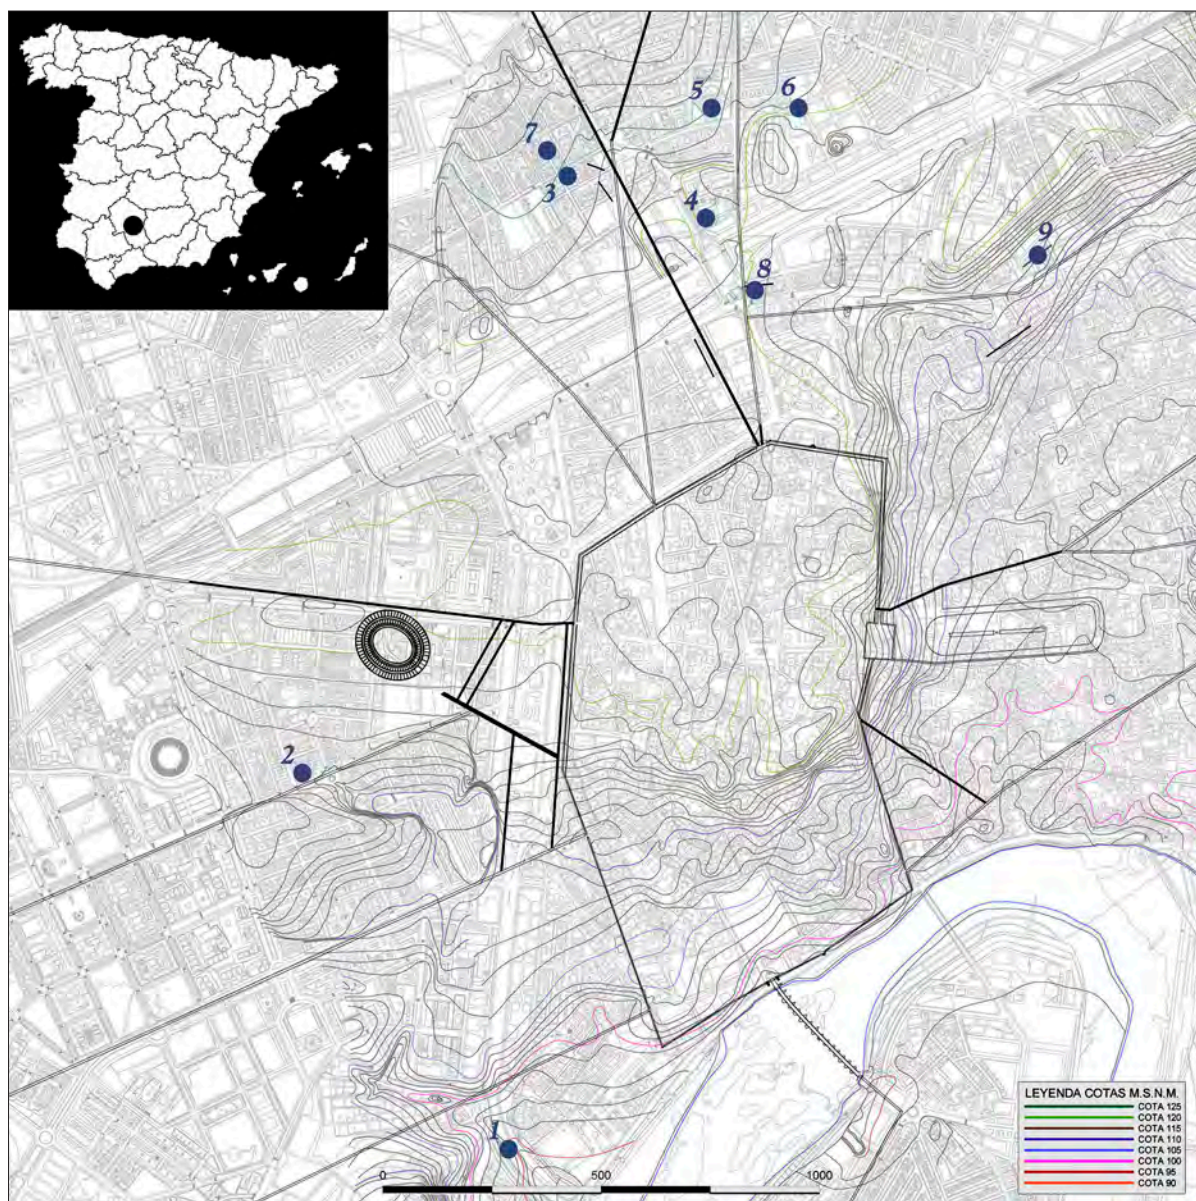 5
6
7
3
4
9
8
2
1
0
500
1000
LEYENDA COTAS M.S.N.M.
COTA 125
COTA 120
COTA 115
COTA 110
COTA 105
COTA 100
COTA 95
COTA 90